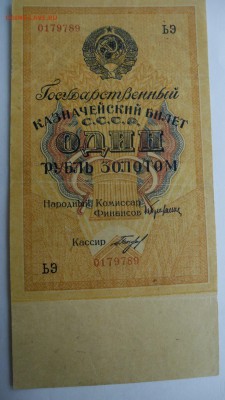 0179789 ЬЭ
Государственный
КАЗНАЧЕЙСКИЙ БИЛЕТ
С.С.С.Р.
ОДИН
РУБЛЬ ЗОЛОТОМ
Народный Комиссар
Финансов
Кассир
ЬЭ 0179789